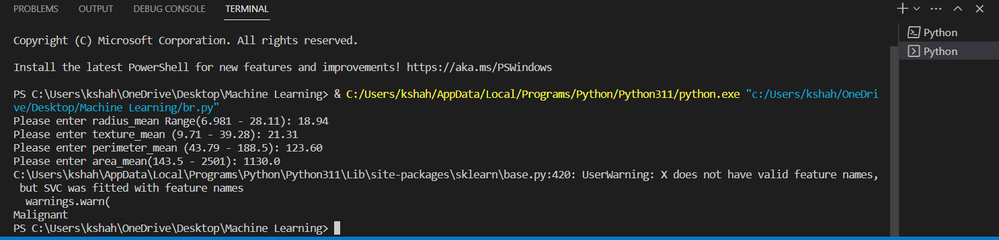 PROBLEMS OUTPUT DEBUG CONSOLE TERMINAL
Python
Python
Copyright (C) Microsoft Corporation. All rights reserved.
Install the latest PowerShell for new features and improvements! https://aka.ms/PSWindows
PS C:\Users\kshah\OneDrive\Desktop\Machine Learning> & C:/Users/kshah/AppData/Local/Programs/Python/Python311/python.exe "c:/Users/kshah/OneDri
ve/Desktop/Machine Learning/br.py"
Please enter radius_mean Range(6.981 - 28.11): 18.94
Please enter texture_mean (9.71 - 39.28): 21.31
Please enter perimeter_mean (43.79 - 188.5): 123.60
Please enter area_mean(143.5 - 2501): 1130.0
C:\Users\kshah\AppData\Local\Programs\Python\Python311\Lib\site-packages\sklearn\base.py:420: UserWarning: X does not have valid feature names,
 but SVC was fitted with feature names
  warnings.warn(
Malignant
PS C:\Users\kshah\OneDrive\Desktop\Machine Learning>